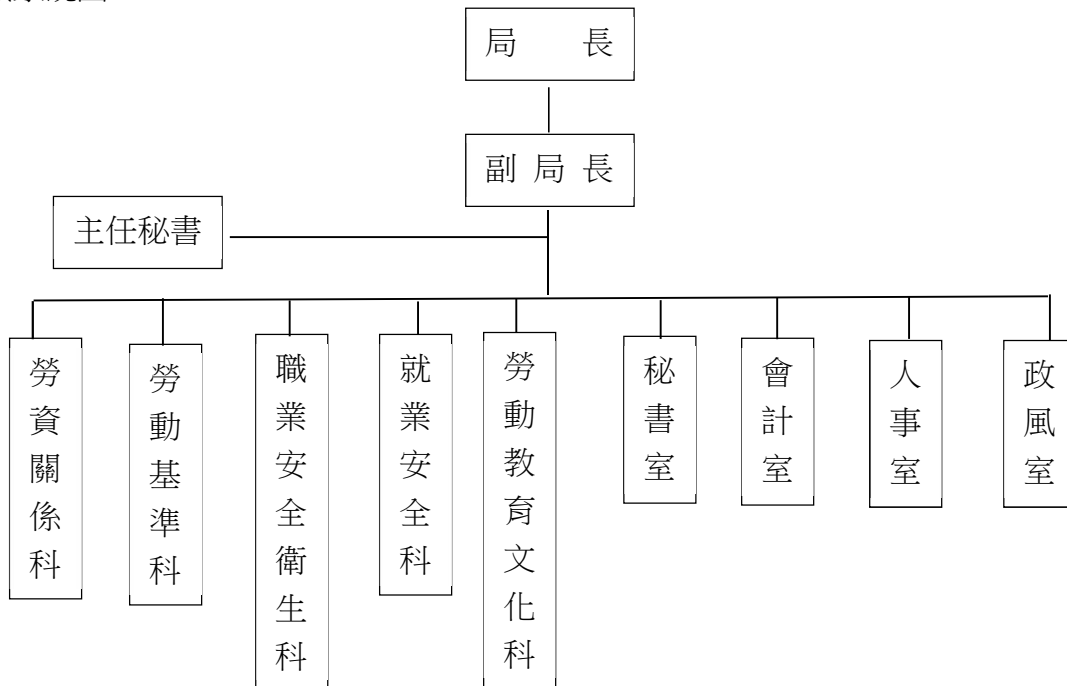 局　　長
副 局 長
主任秘書
勞資關係科
勞動基準科
職業安全衛生科
就業安全科
勞動教育文化科
秘書室
會計室
人事室
政風室